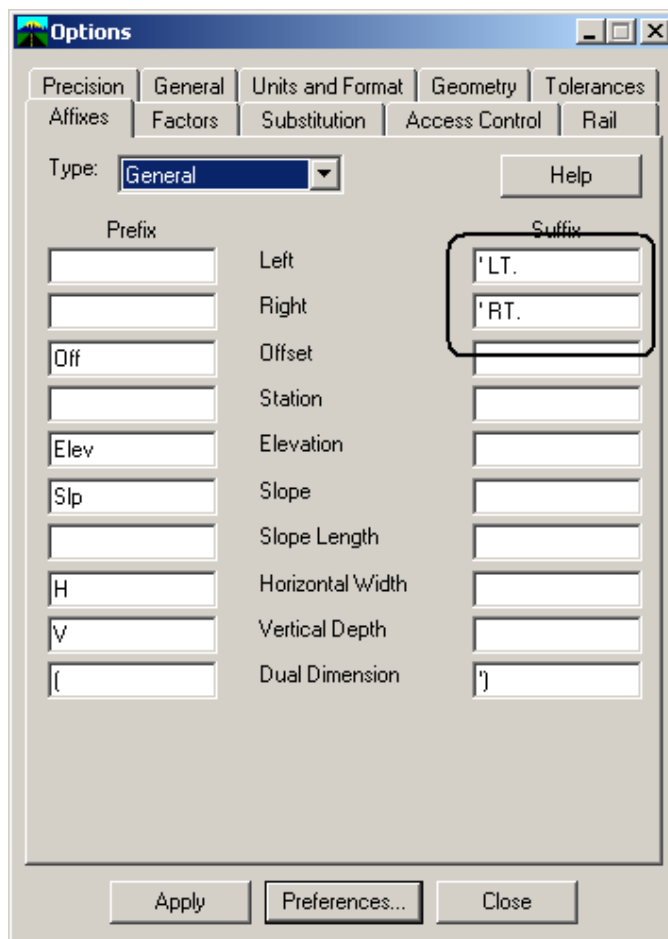 Options
Precision General Units and Format Geometry Tolerances
Affixes Factors Substitution Access Control Rail
Type: General Help
Prefix Suffix
Left ' LT.
Right ' RT.
Off Offset
Station
Elev Elevation
Slp Slope
Slope Length
H Horizontal Width
V Vertical Depth
( Dual Dimension ')
Apply Preferences... Close